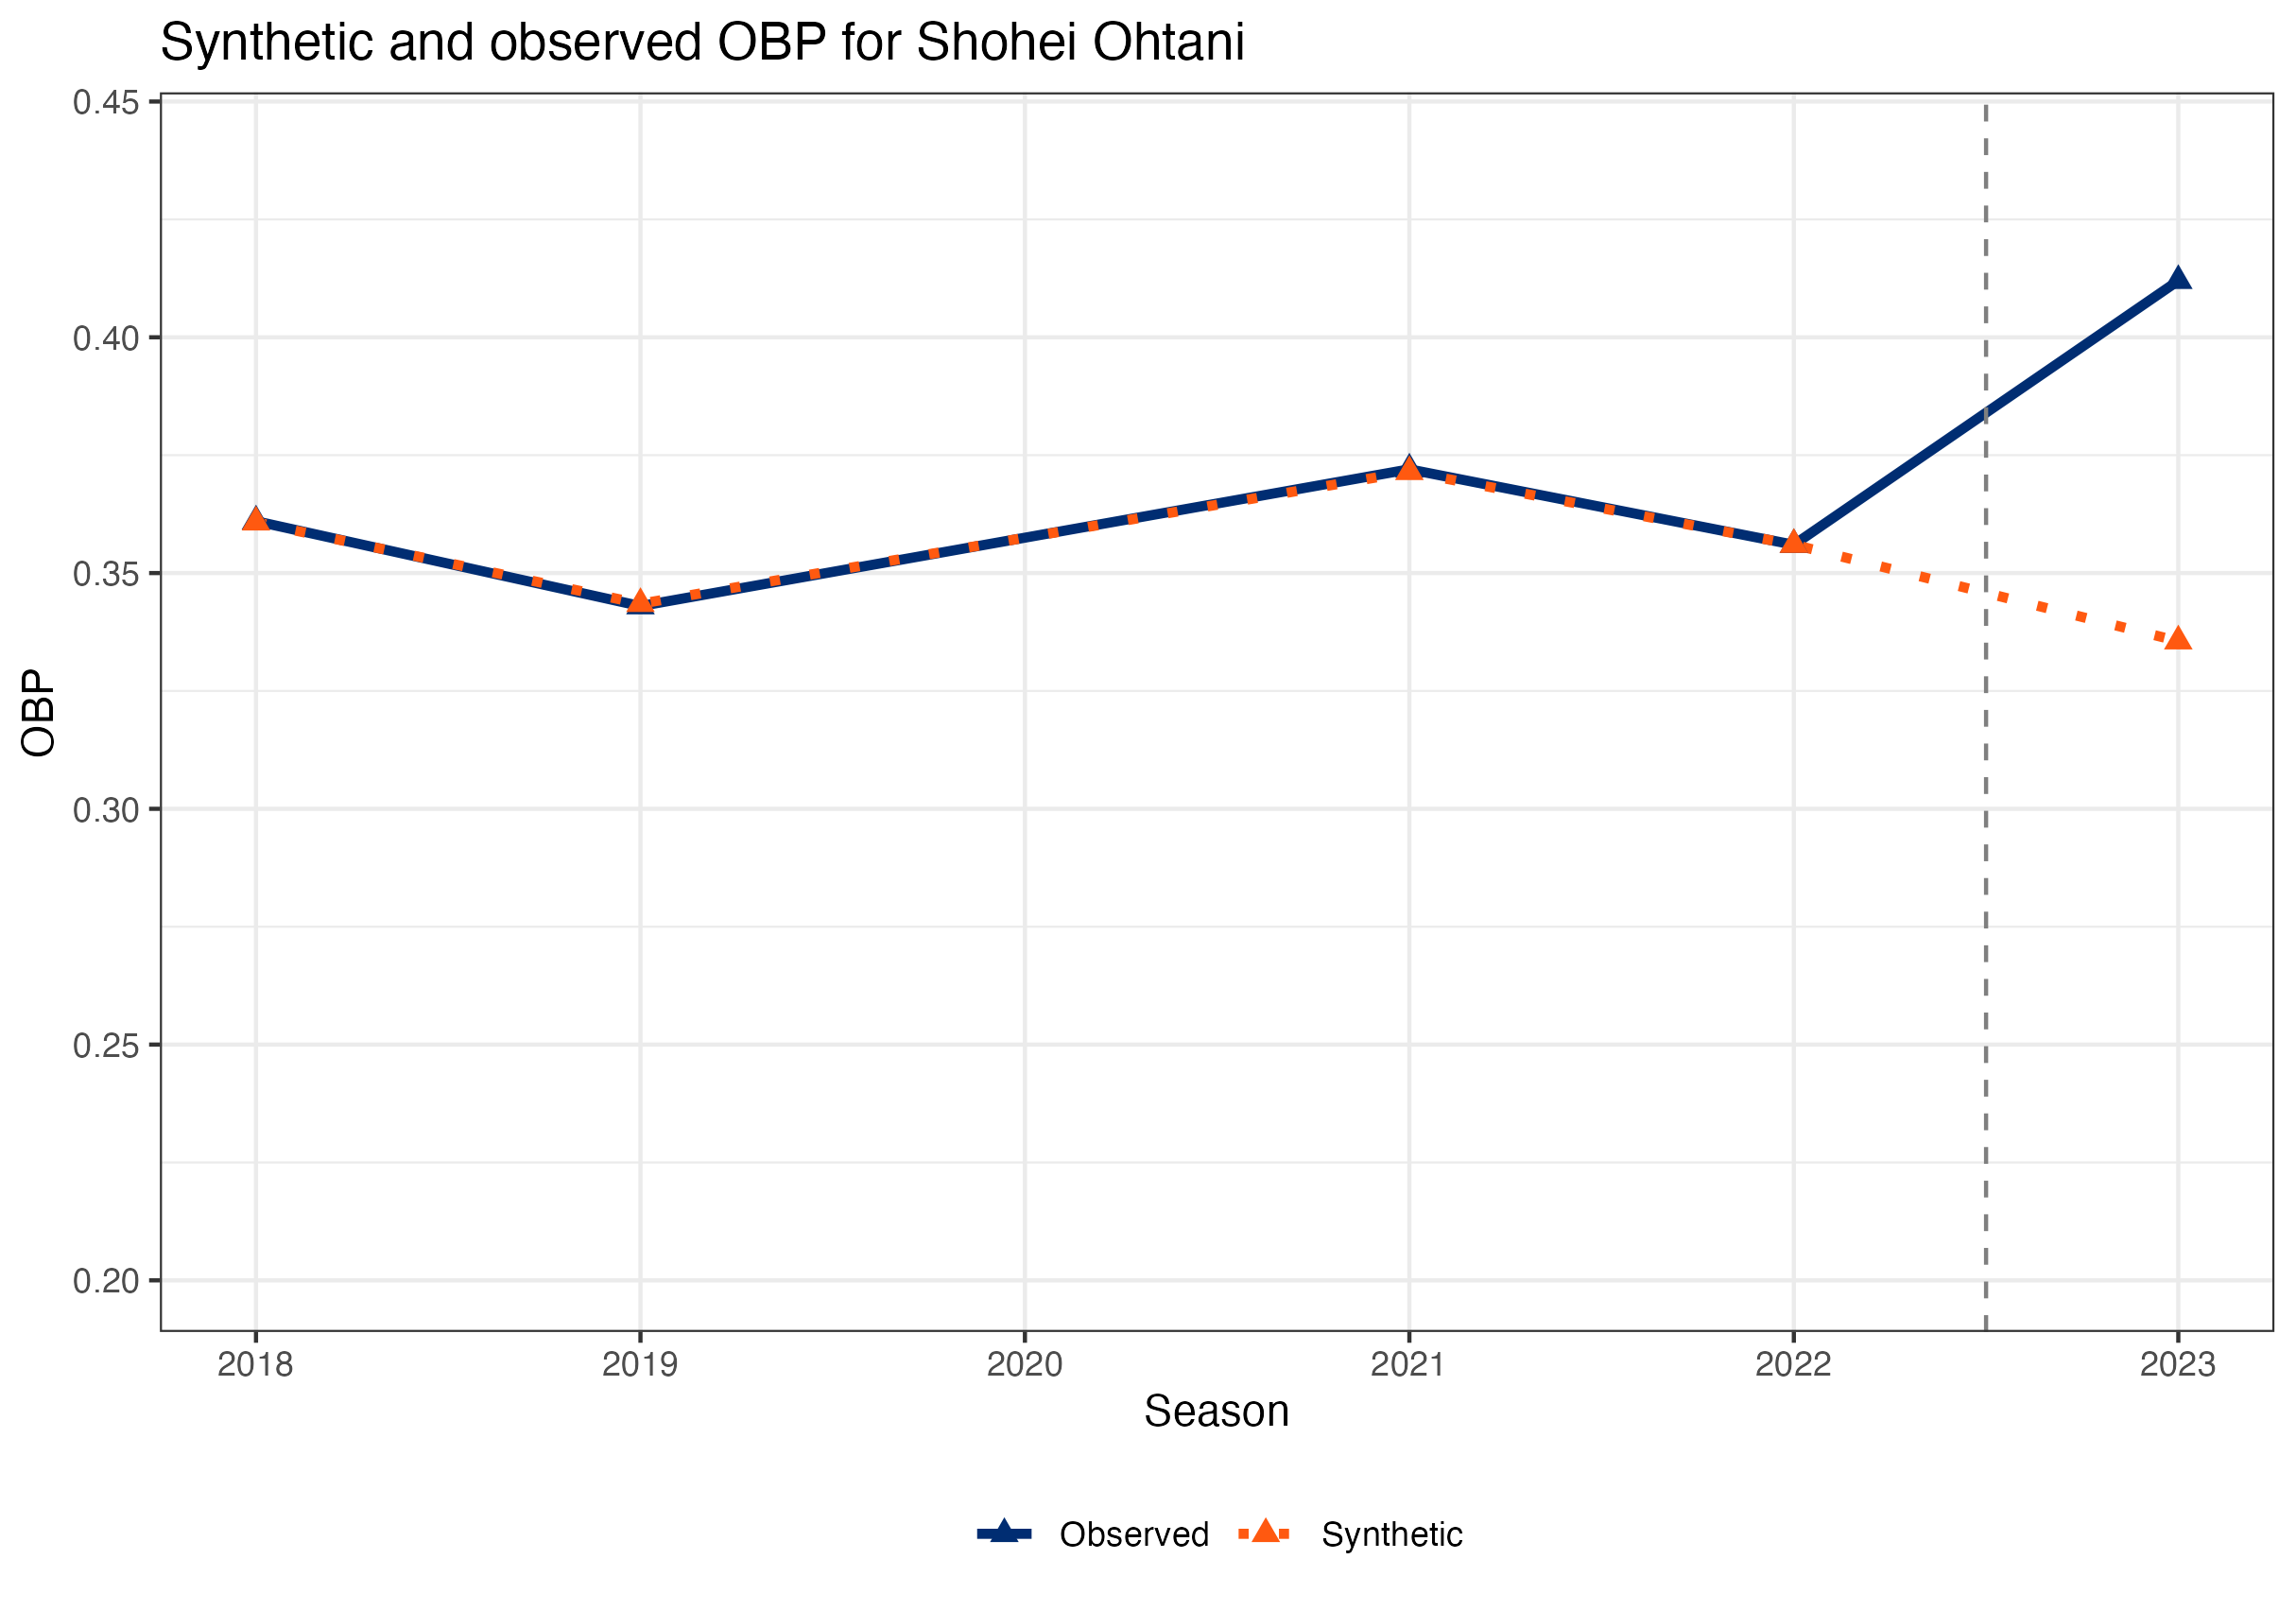 Synthetic and observed OBP for Shohei Ohtani
0.45
0.40
0.35
0.30
0.25
0.20
OBP
2018 2019 2020 2021 2022 2023
Season
Observed Synthetic